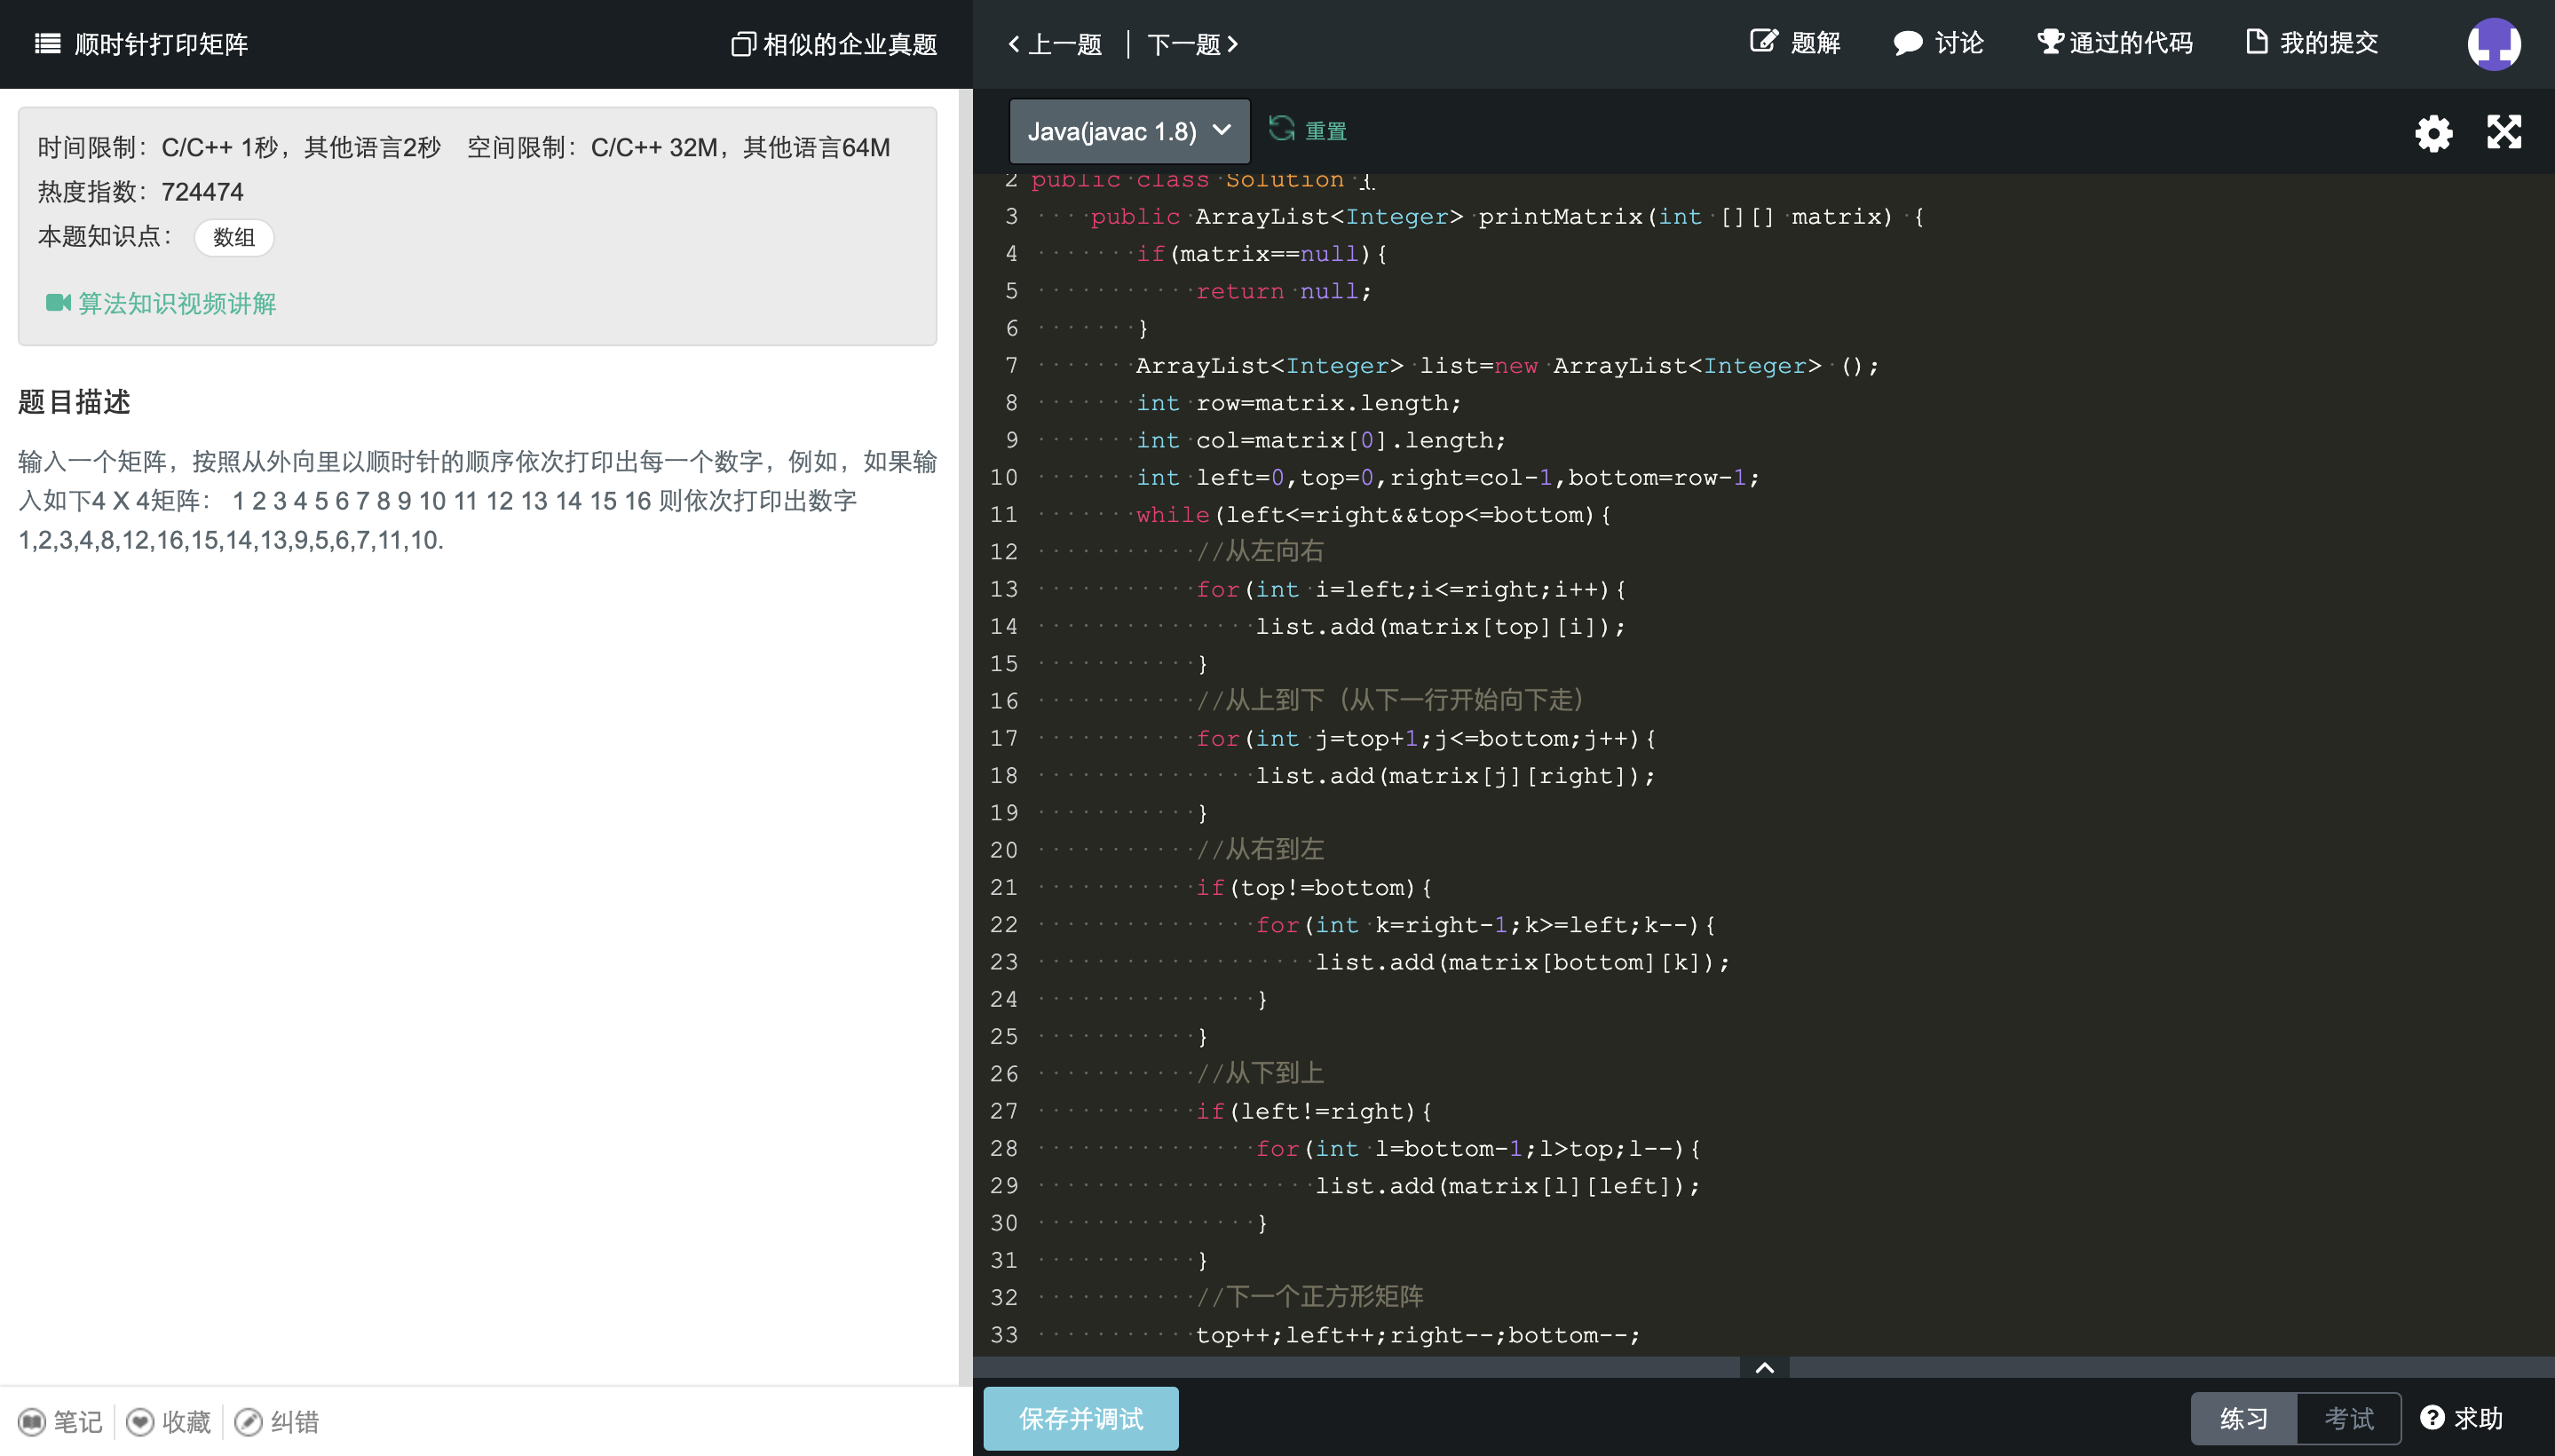 顺时针打印矩阵
相似的企业真题
上一题 | 下一题
题解
讨论
通过的代码
我的提交
时间限制：C/C++ 1秒，其他语言2秒 空间限制：C/C++ 32M，其他语言64M
热度指数：724474
本题知识点： 数组
算法知识视频讲解
题目描述
输入一个矩阵，按照从外向里以顺时针的顺序依次打印出每一个数字，例如，如果输
入如下4 X 4矩阵： 1 2 3 4 5 6 7 8 9 10 11 12 13 14 15 16 则依次打印出数字
1,2,3,4,8,12,16,15,14,13,9,5,6,7,11,10.
笔记
收藏
纠错
Java(javac 1.8)
重置
2 public class Solution {
3     public ArrayList<Integer> printMatrix(int [][] matrix) {
4        if(matrix==null){
5            return null;
6        }
7        ArrayList<Integer> list=new ArrayList<Integer> ();
8        int row=matrix.length;
9        int col=matrix[0].length;
10        int left=0,top=0,right=col-1,bottom=row-1;
11        while(left<=right&&top<=bottom){
12            //从左向右
13            for(int i=left;i<=right;i++){
14                list.add(matrix[top][i]);
15            }
16            //从上到下（从下一行开始向下走）
17            for(int j=top+1;j<=bottom;j++){
18                list.add(matrix[j][right]);
19            }
20            //从右到左
21            if(top!=bottom){
22                for(int k=right-1;k>=left;k--){
23                    list.add(matrix[bottom][k]);
24                }
25            }
26            //从下到上
27            if(left!=right){
28                for(int l=bottom-1;l>top;l--){
29                    list.add(matrix[l][left]);
30                }
31            }
32            //下一个正方形矩阵
33            top++;left++;right--;bottom--;
保存并调试
练习
考试
求助